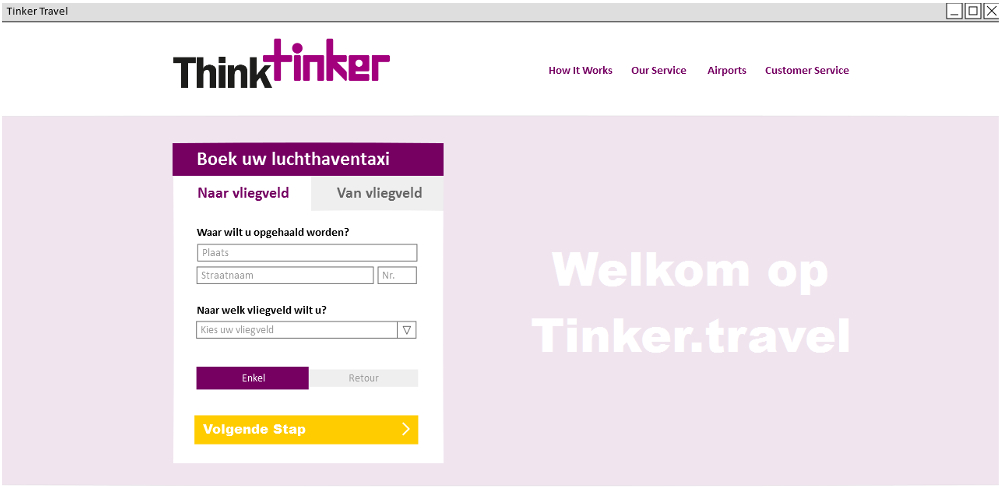 Tinker Travel
Thinktinker
How It Works Our Service Airports Customer Service
Boek uw luchthaventaxi
Naar vliegveld Van vliegveld
Waar wilt u opgehaald worden?
Plaats
Straatnaam Nr.
Naar welk vliegveld wilt u?
Kies uw vliegveld
Enkel Retour
Volgende Stap
Welkom op
Tinker.travel